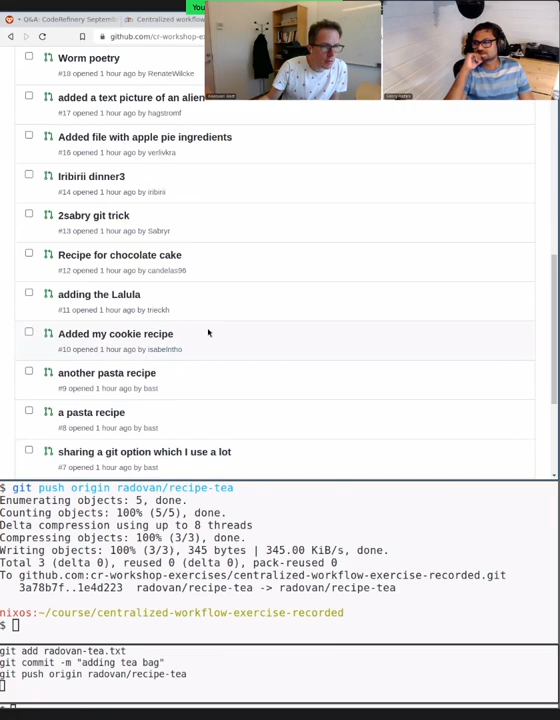 You
Q&A: CodeRefinery Septemb
Centralized workflow
github.com/cr-workshop-ex
Worm poetry
#18 opened 1 hour ago by RenateWilcke
added a text picture of an alien
#17 opened 1 hour ago by hagstromf
Added file with apple pie ingredients
#16 opened 1 hour ago by verlivkra
Iribirii dinner3
#14 opened 1 hour ago by iribirii
2sabry git trick
#13 opened 1 hour ago by Sabryr
Recipe for chocolate cake
#12 opened 1 hour ago by candelas96
adding the Lalula
#11 opened 1 hour ago by trieckh
Added my cookie recipe
#10 opened 1 hour ago by isabelntho
another pasta recipe
#9 opened 1 hour ago by bast
a pasta recipe
#8 opened 1 hour ago by bast
sharing a git option which I use a lot
#7 opened 1 hour ago by bast
$ git push origin radovan/recipe-tea
Enumerating objects: 5, done.
Counting objects: 100% (5/5), done.
Delta compression using up to 8 threads
Compressing objects: 100% (3/3), done.
Writing objects: 100% (3/3), 345 bytes | 345.00 KiB/s, done.
Total 3 (delta 0), reused 0 (delta 0), pack-reused 0
To github.com:cr-workshop-exercises/centralized-workflow-exercise-recorded.git
3a78b7f..1e4d223 radovan/recipe-tea -> radovan/recipe-tea
nixos:~/course/centralized-workflow-exercise-recorded
$
git add radovan-tea.txt
git commit -m "adding tea bag"
git push origin radovan/recipe-tea